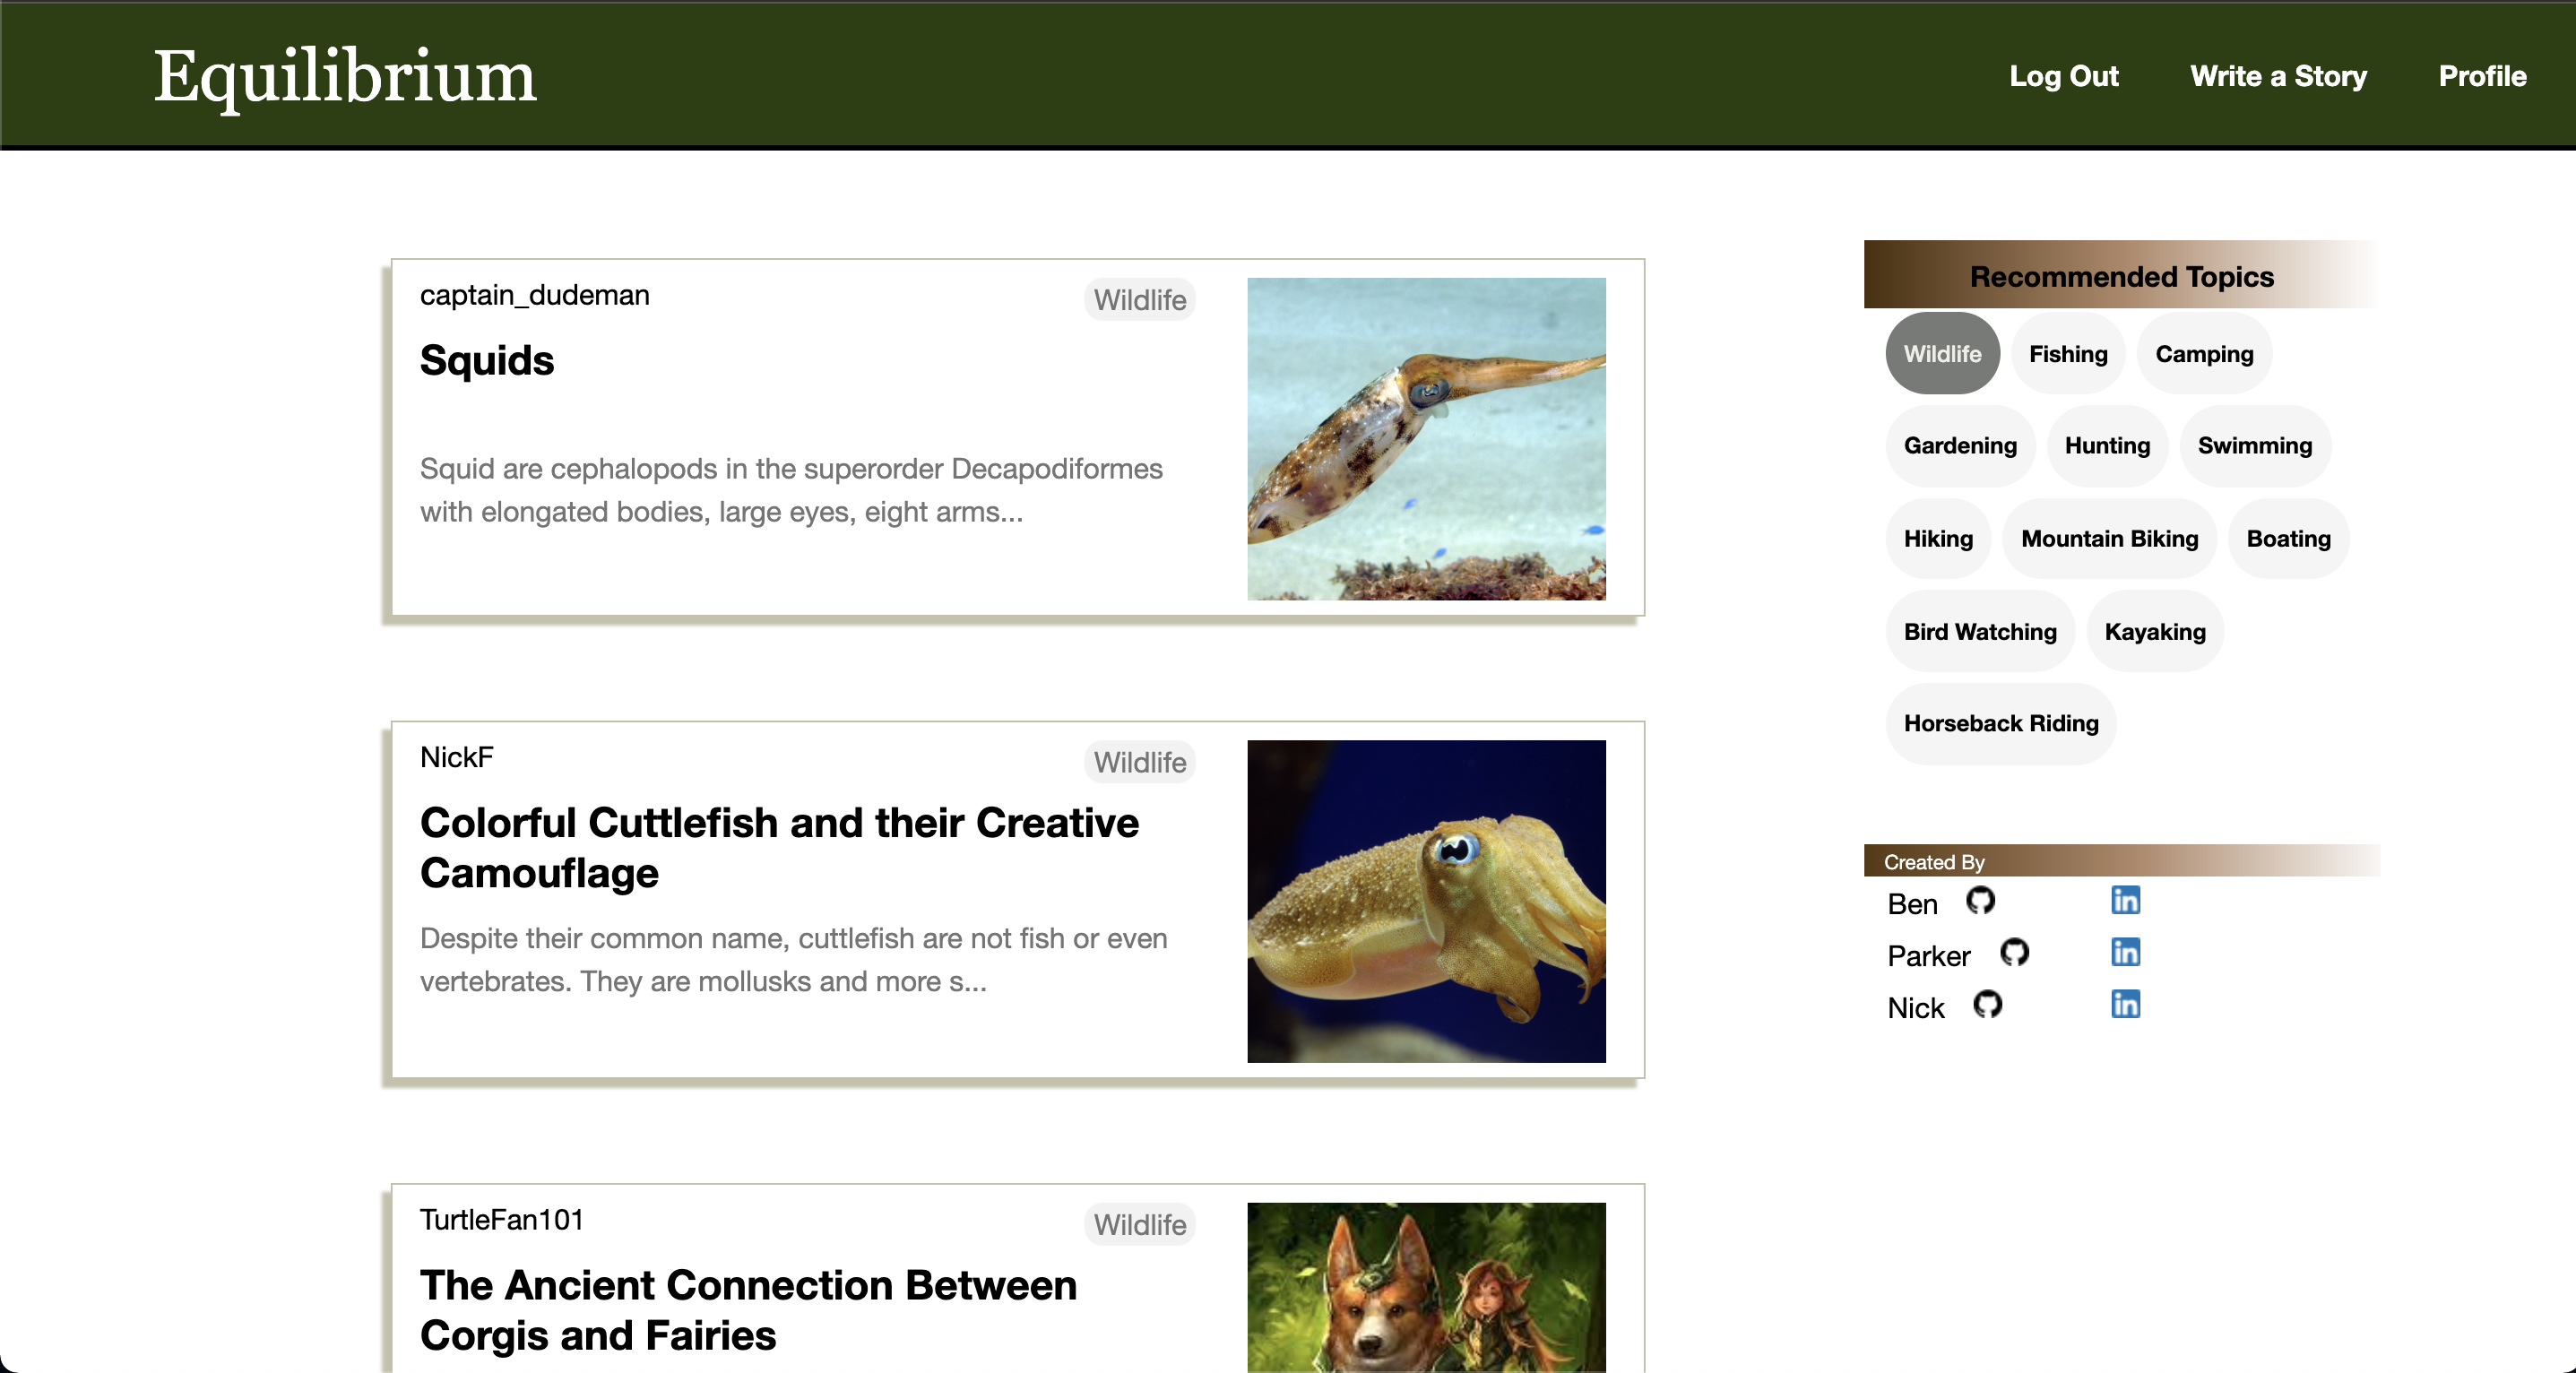 Equilibrium
Log Out Write a Story Profile
captain_dudeman Wildlife
Squids
Squid are cephalopods in the superorder Decapodiformes
with elongated bodies, large eyes, eight arms...
NickF Wildlife
Colorful Cuttlefish and their Creative
Camouflage
Despite their common name, cuttlefish are not fish or even
vertebrates. They are mollusks and more s...
TurtleFan101 Wildlife
The Ancient Connection Between
Corgis and Fairies
Recommended Topics
Wildlife Fishing Camping
Gardening Hunting Swimming
Hiking Mountain Biking Boating
Bird Watching Kayaking
Horseback Riding
Created By
Ben in
Parker in
Nick in